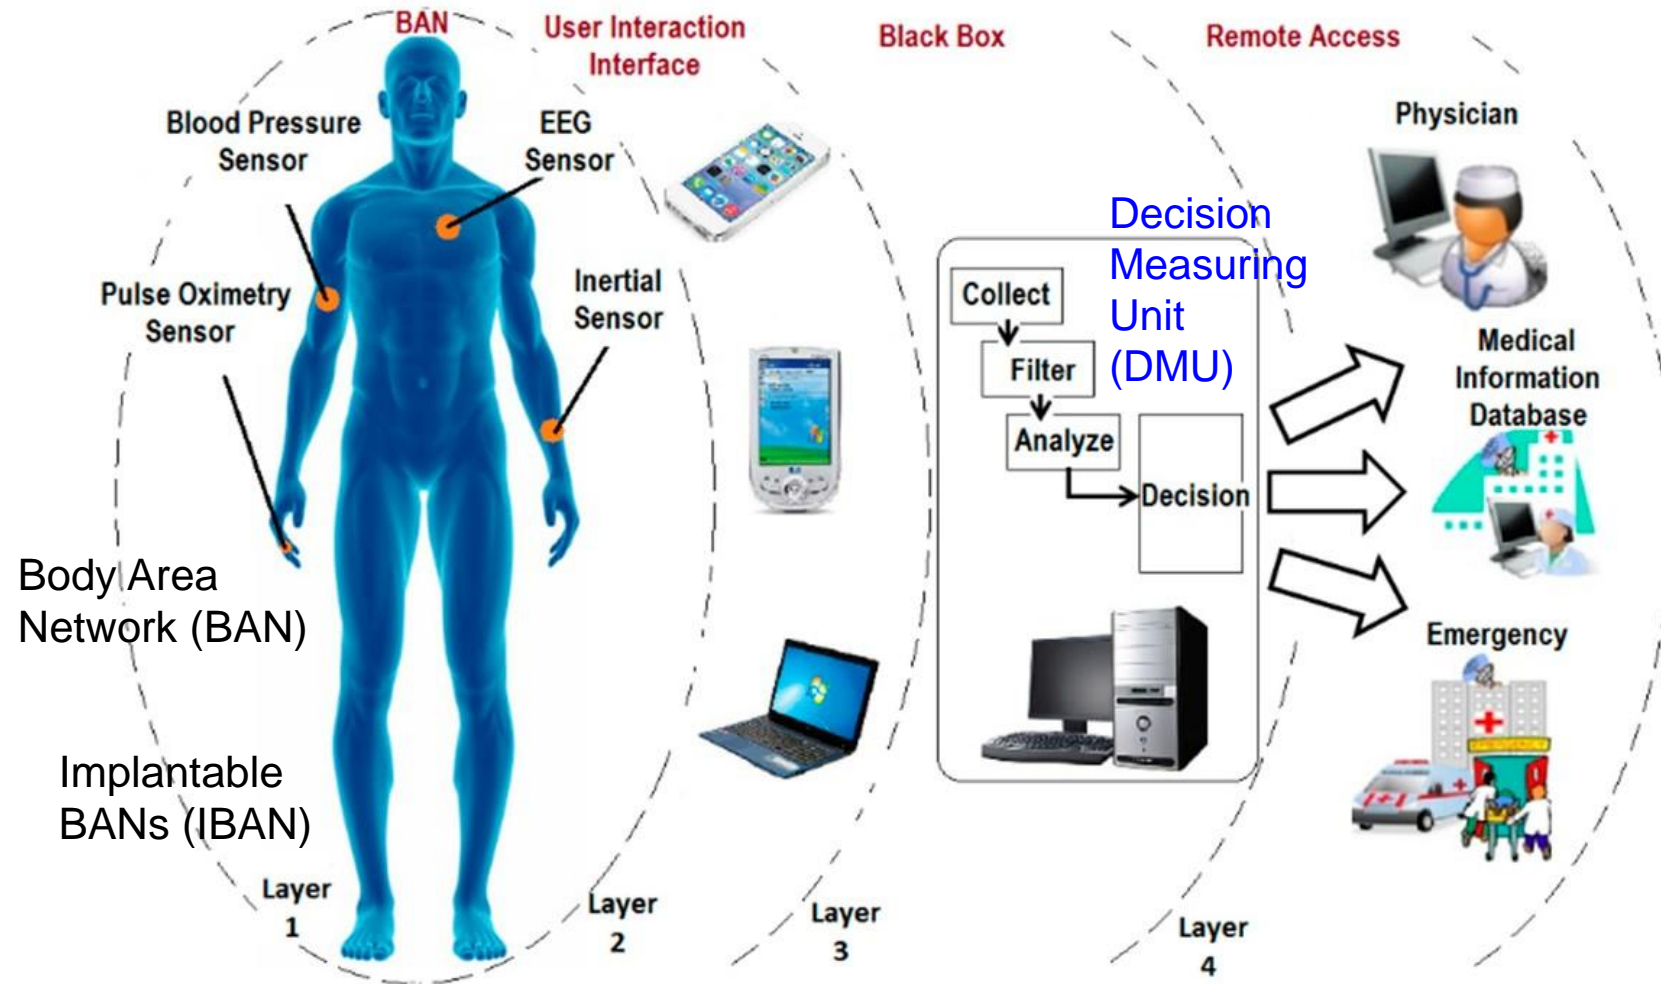 BAN
User Interaction
Interface
Black Box
Remote Access
Blood Pressure
Sensor
EEG
Sensor
Pulse Oximetry
Sensor
Inertial
Sensor
Body Area
Network (BAN)
Implantable
BANs (IBAN)
Decision
Measuring
Unit
(DMU)
Collect
Filter
Analyze
Decision
Physician
Medical
Information
Database
Emergency
Layer
1
Layer
2
Layer
3
Layer
4